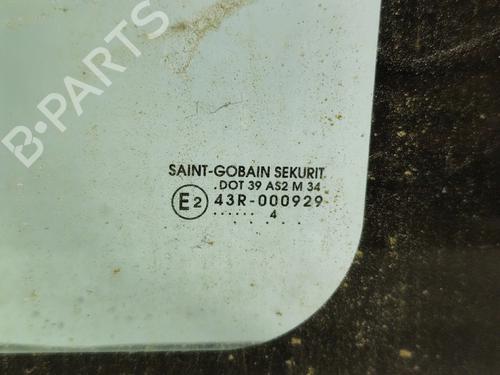 B-PARTS
SAINT-GOBAIN SEKURIT
DOT 39 AS2 M 34
E2 43R-000929
...... 4
. . . . . .